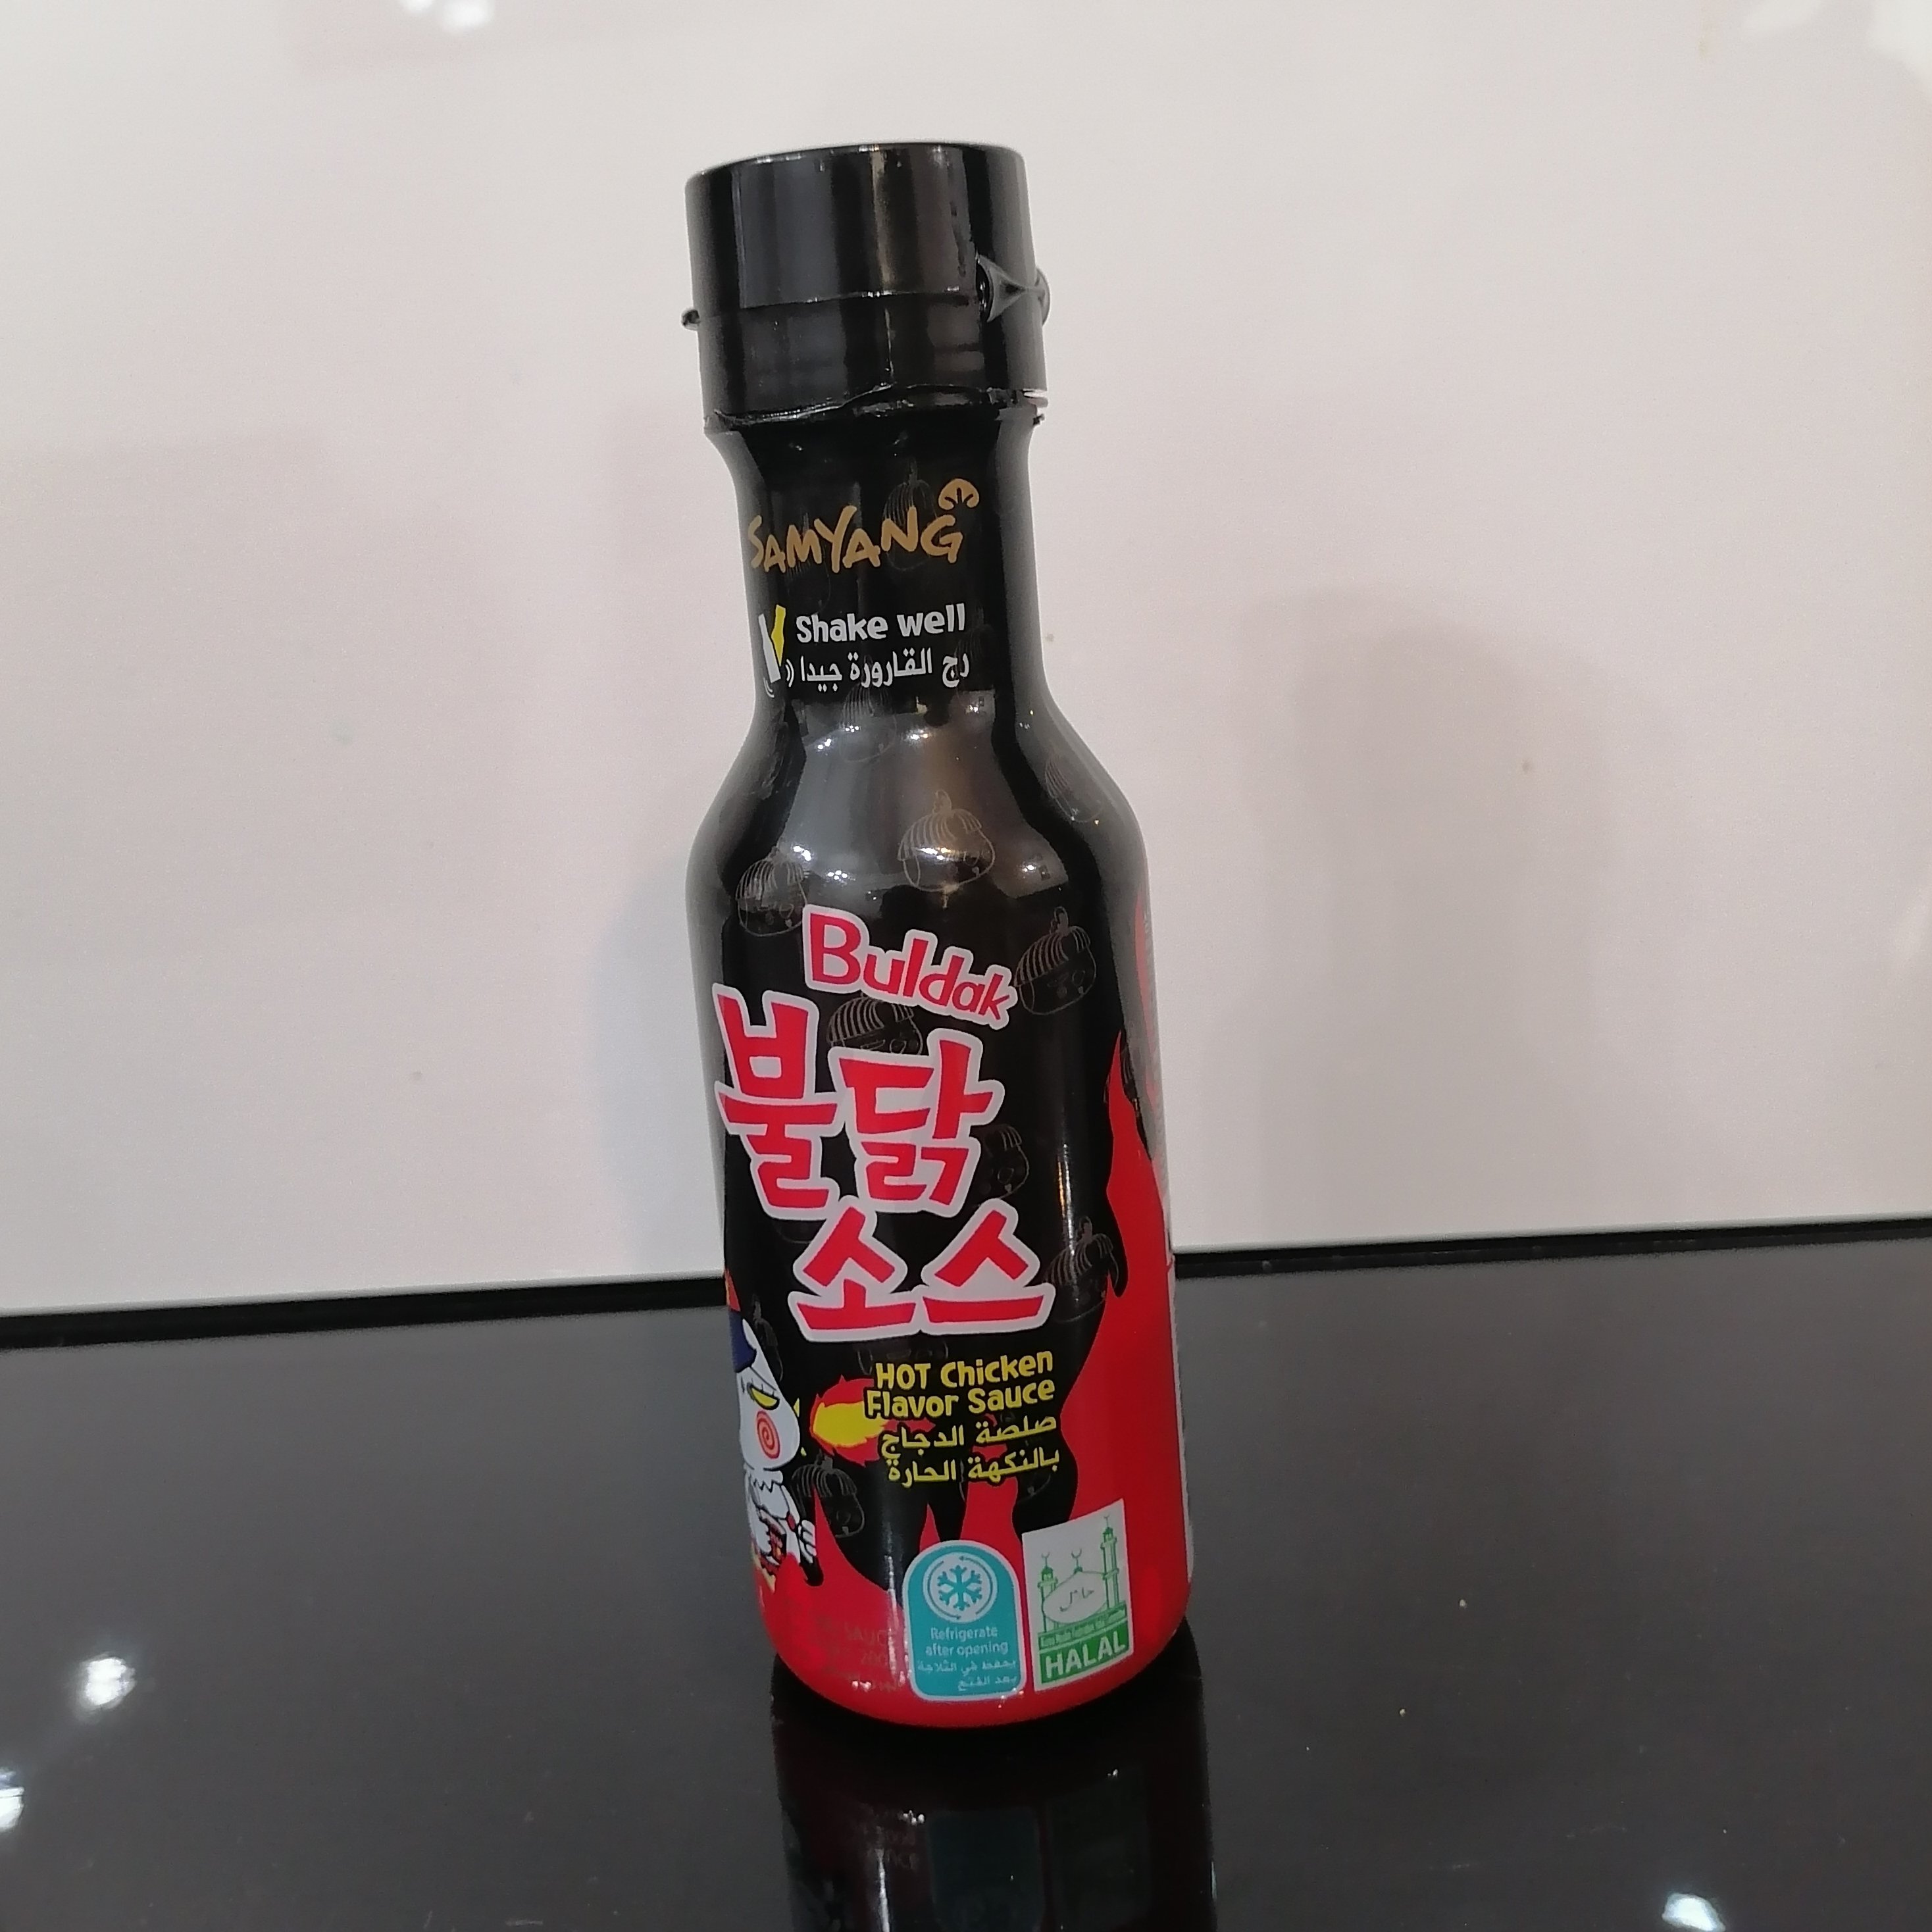 SAMYANG
Shake well
رج القارورة جيدا
Buldak
불닭
소스
HOT Chicken
Flavor Sauce
صلصة الدجاج
بالنكهة الحارة
Refrigerate
after opening
يحفظ في الثلاجة
بعد الفتح
حلال
HALAL